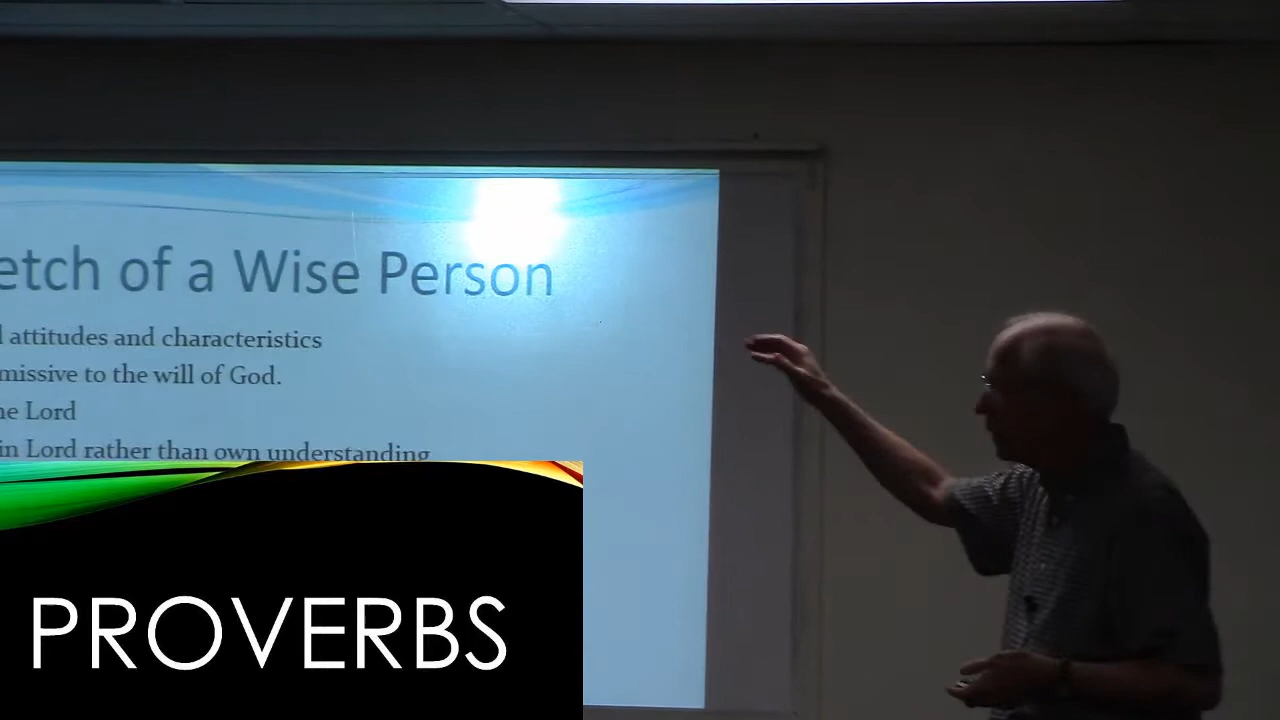 etch of a Wise Person
l attitudes and characteristics
missive to the will of God.
he Lord
in Lord rather than own understanding
PROVERBS